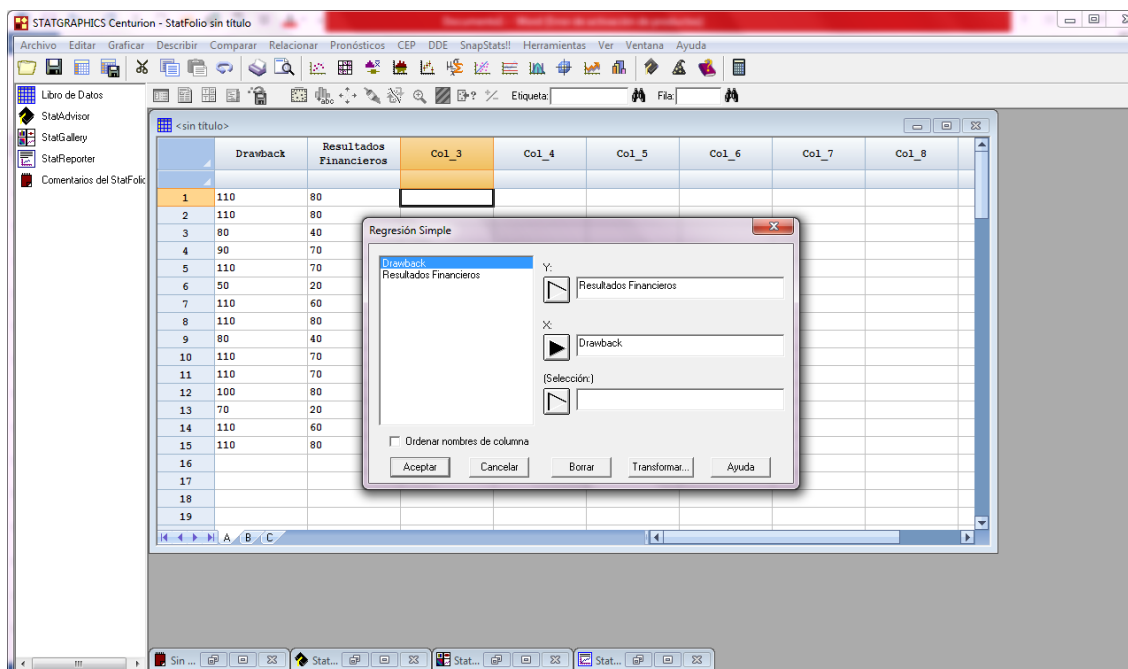 STATGRAPHICS Centurion - StatFolio sin título
Archivo Editar Graficar Describir Comparar Relacionar Pronósticos CEP DDE SnapStats!! Herramientas Ver Ventana Ayuda
Etiqueta: Fila:
Libro de Datos
StatAdvisor
StatGallery
StatReporter
Comentarios del StatFolio
<sin título>
Drawback Resultados Financieros Col_3 Col_4 Col_5 Col_6 Col_7 Col_8
1 110 80
2 110 80
3 80 40
4 90 70
5 110 70
6 50 20
7 110 60
8 110 80
9 80 40
10 110 70
11 110 70
12 100 80
13 70 20
14 110 60
15 110 80
16
17
18
19
A B C
Regresión Simple
Drawback
Resultados Financieros
Y:
Resultados Financieros
X:
Drawback
(Selección:)
Ordenar nombres de columna
Aceptar Cancelar Borrar Transformar... Ayuda
Sin ... Stat... Stat... Stat...